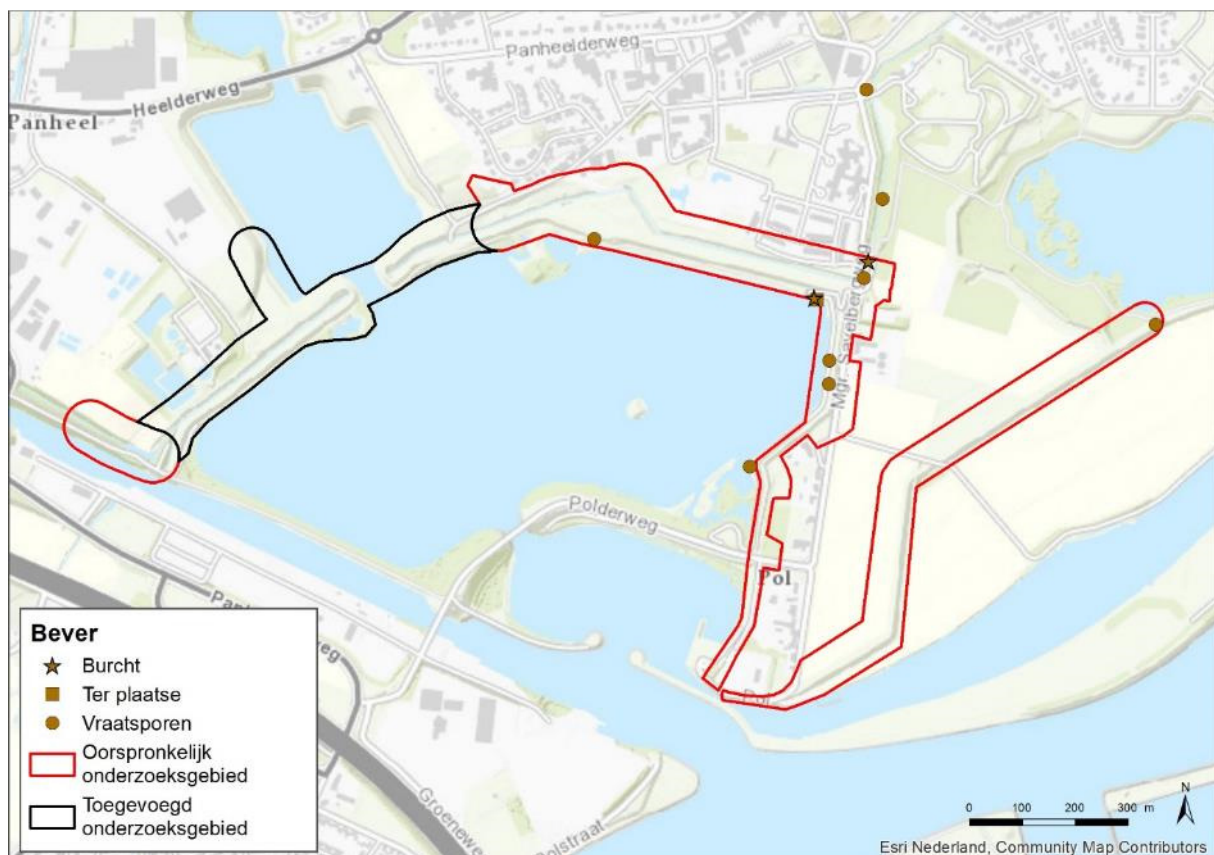 Panheelderweg
Heelderweg
Panheel
Mgr. Savelbergweg
Polderweg
Pol
Pol
Groenewe
Polstraat
Bever
Burcht
Ter plaatse
Vraatsporen
Oorspronkelijk
onderzoeksgebied
Toegevoegd
onderzoeksgebied
N
0 100 200 300 m
Esri Nederland, Community Map Contributors